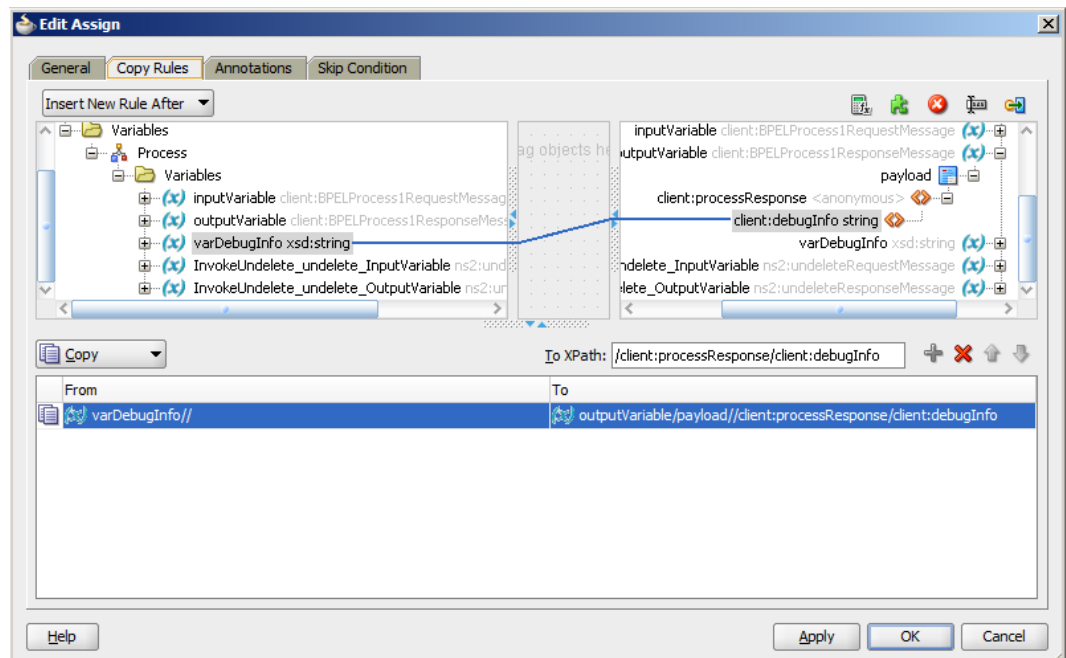 Edit Assign
General Copy Rules Annotations Skip Condition
Insert New Rule After
Variables
Process
Variables
inputVariable client:BPELProcess1RequestMessag
outputVariable client:BPELProcess1ResponseMess
varDebugInfo xsd:string
InvokeUndelete_undelete_InputVariable ns2:und
InvokeUndelete_undelete_OutputVariable ns2:un
ag objects he
inputVariable client:BPELProcess1RequestMessage (x)
utputVariable client:BPELProcess1ResponseMessage (x)
payload
client:processResponse <anonymous>
client:debugInfo string
varDebugInfo xsd:string (x)
ndelete_InputVariable ns2:undeleteRequestMessage (x)
lete_OutputVariable ns2:undeleteResponseMessage (x)
Copy To XPath: /client:processResponse/client:debugInfo
From To
varDebugInfo// outputVariable/payload//client:processResponse/client:debugInfo
Help Apply OK Cancel